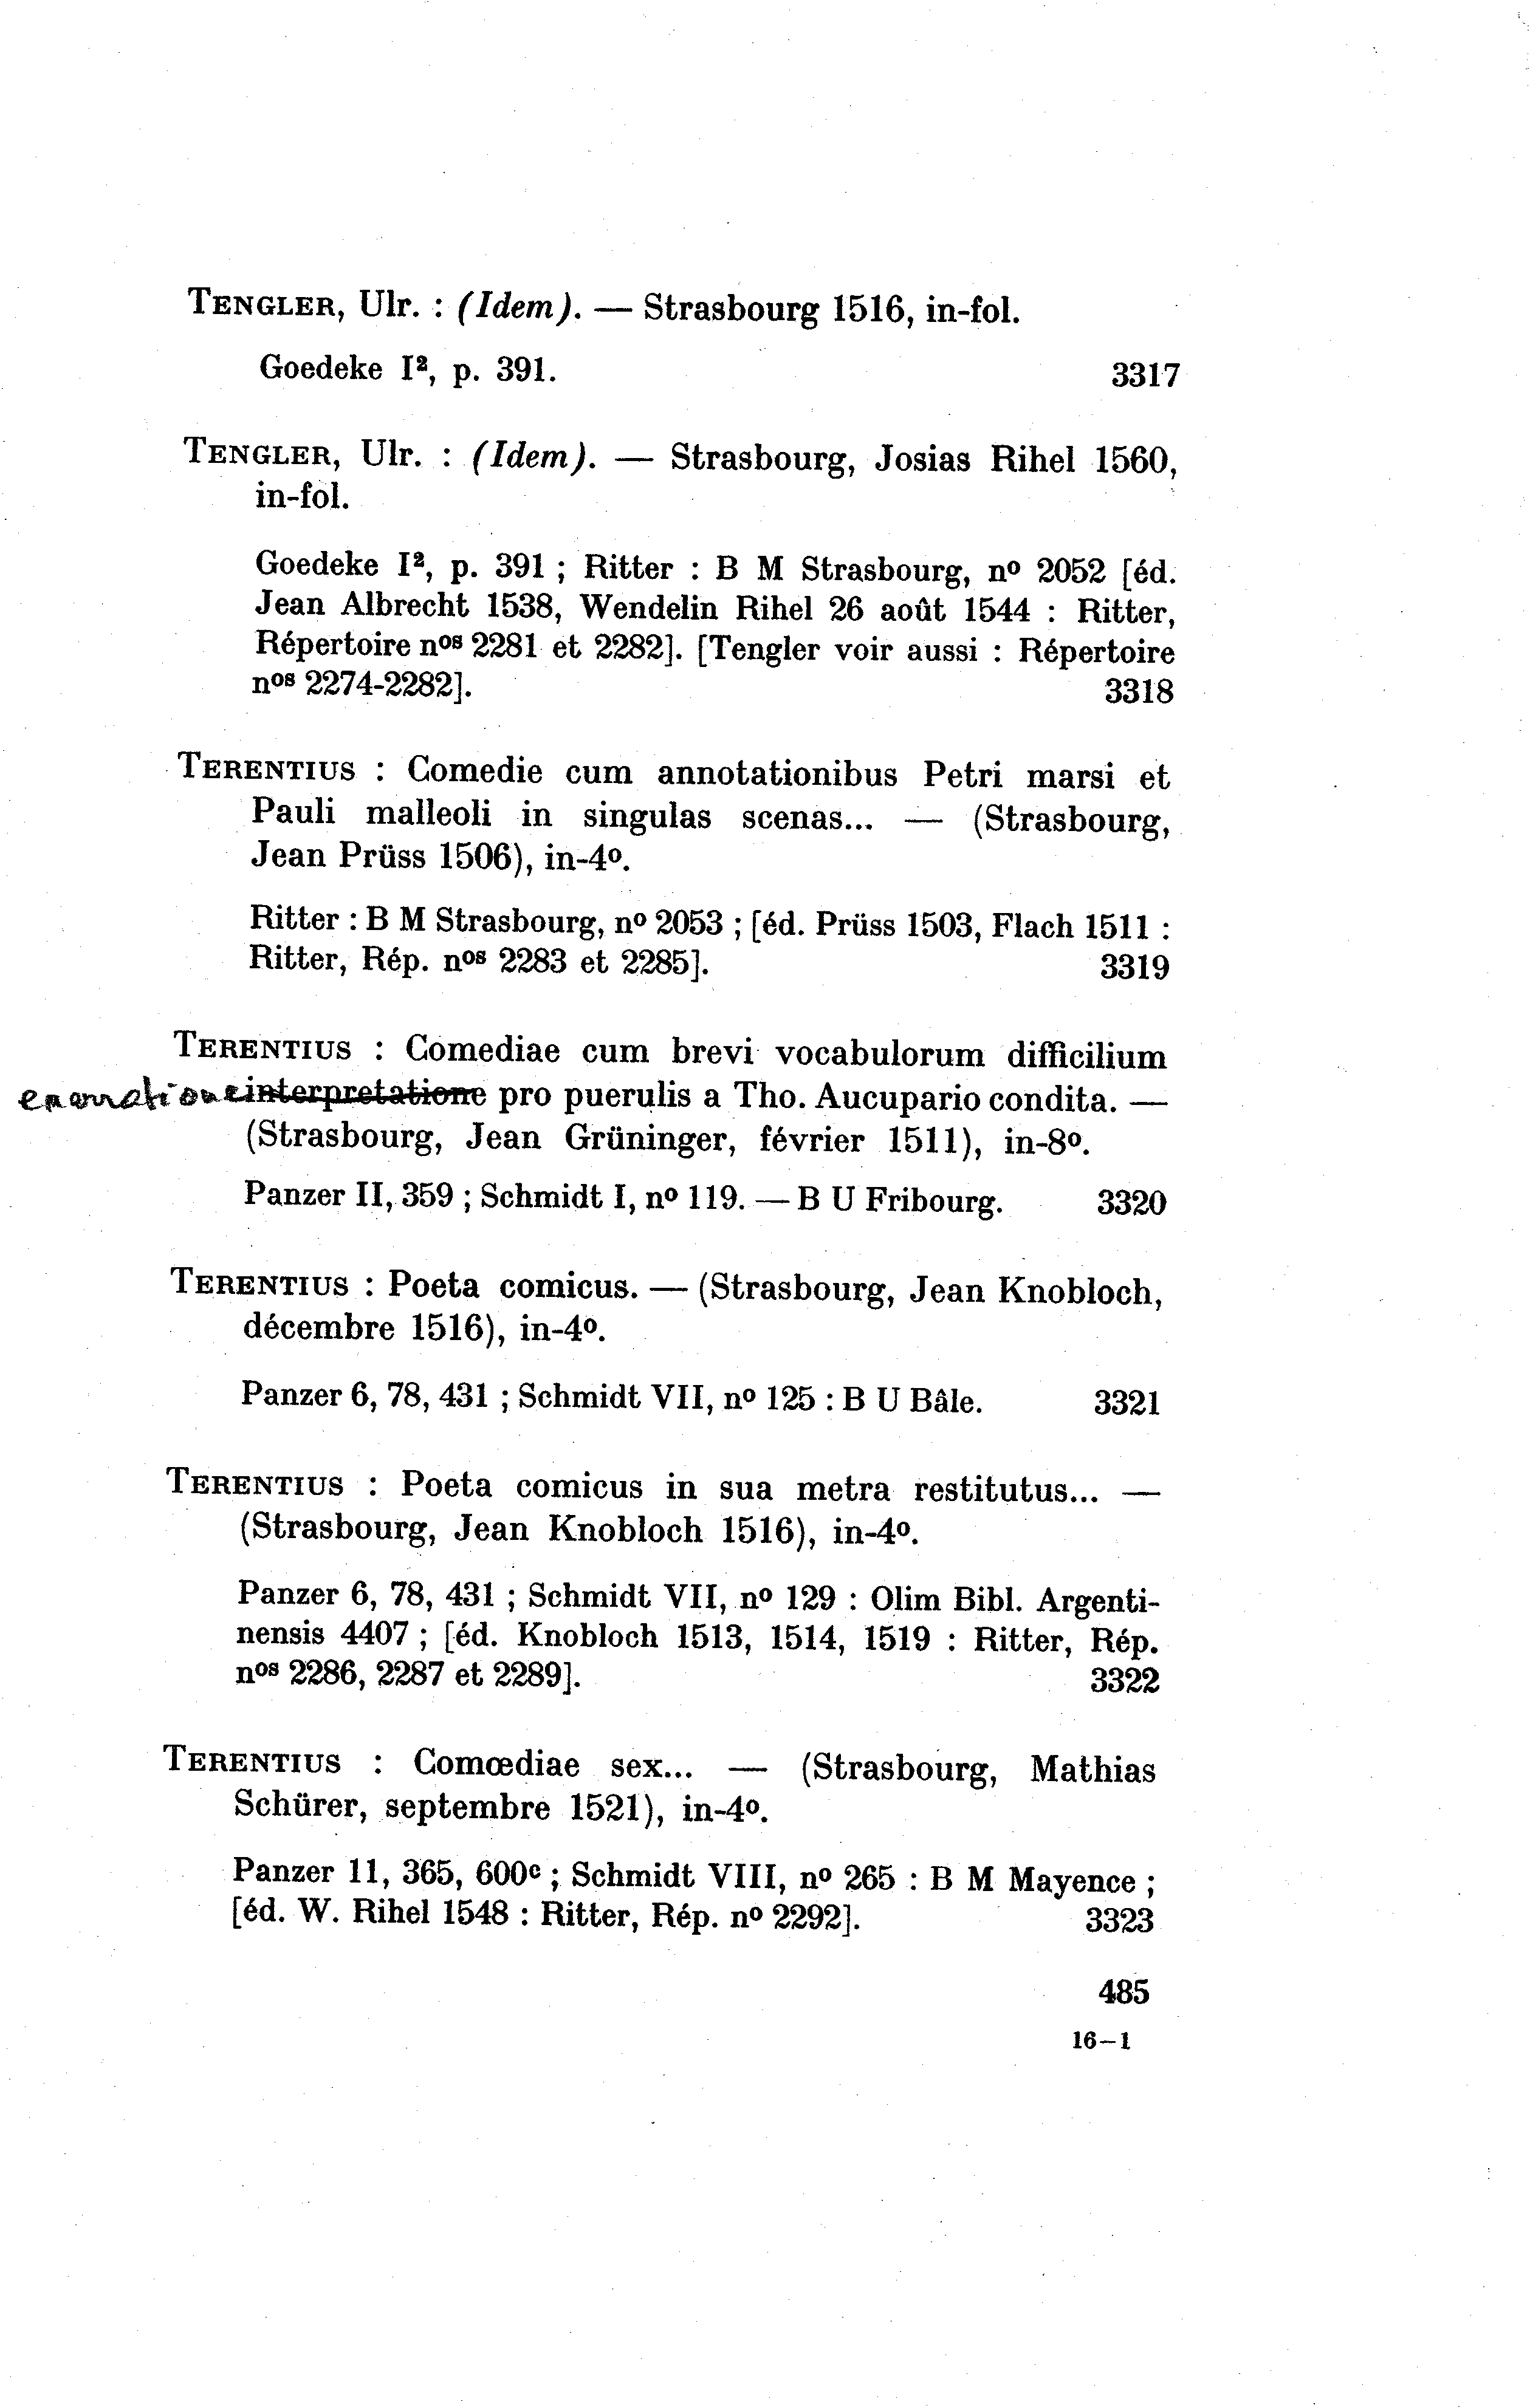 TENGLER, Ulr. : (Idem). — Strasbourg 1516, in-fol.
Goedeke I², p. 391. 3317
TENGLER, Ulr. : (Idem). — Strasbourg, Josias Rihel 1560,
in-fol.
Goedeke I², p. 391 ; Ritter : B M Strasbourg, nº 2052 [éd.
Jean Albrecht 1538, Wendelin Rihel 26 août 1544 : Ritter,
Répertoire nos 2281 et 2282]. [Tengler voir aussi : Répertoire
nos 2274-2282]. 3318
TERENTIUS : Comedie cum annotationibus Petri marsi et
Pauli malleoli in singulas scenas... — (Strasbourg,
Jean Prüss 1506), in-4º.
Ritter : B M Strasbourg, nº 2053 ; [éd. Prüss 1503, Flach 1511 :
Ritter, Rép. nos 2283 et 2285]. 3319
TERENTIUS : Comediae cum brevi vocabulorum difficilium
enarratione interpretatione pro puerulis a Tho. Aucupario condita. —
(Strasbourg, Jean Grüninger, février 1511), in-8º.
Panzer II, 359 ; Schmidt I, nº 119. — B U Fribourg. 3320
TERENTIUS : Poeta comicus. — (Strasbourg, Jean Knobloch,
décembre 1516), in-4º.
Panzer 6, 78, 431 ; Schmidt VII, nº 125 : B U Bâle. 3321
TERENTIUS : Poeta comicus in sua metra restitutus... —
(Strasbourg, Jean Knobloch 1516), in-4º.
Panzer 6, 78, 431 ; Schmidt VII, nº 129 : Olim Bibl. Argenti-
nensis 4407 ; [éd. Knobloch 1513, 1514, 1519 : Ritter, Rép.
nos 2286, 2287 et 2289]. 3322
TERENTIUS : Comœdiae sex... — (Strasbourg, Mathias
Schürer, septembre 1521), in-4º.
Panzer 11, 365, 600c ; Schmidt VIII, nº 265 : B M Mayence ;
[éd. W. Rihel 1548 : Ritter, Rép. nº 2292]. 3323
485
16–1